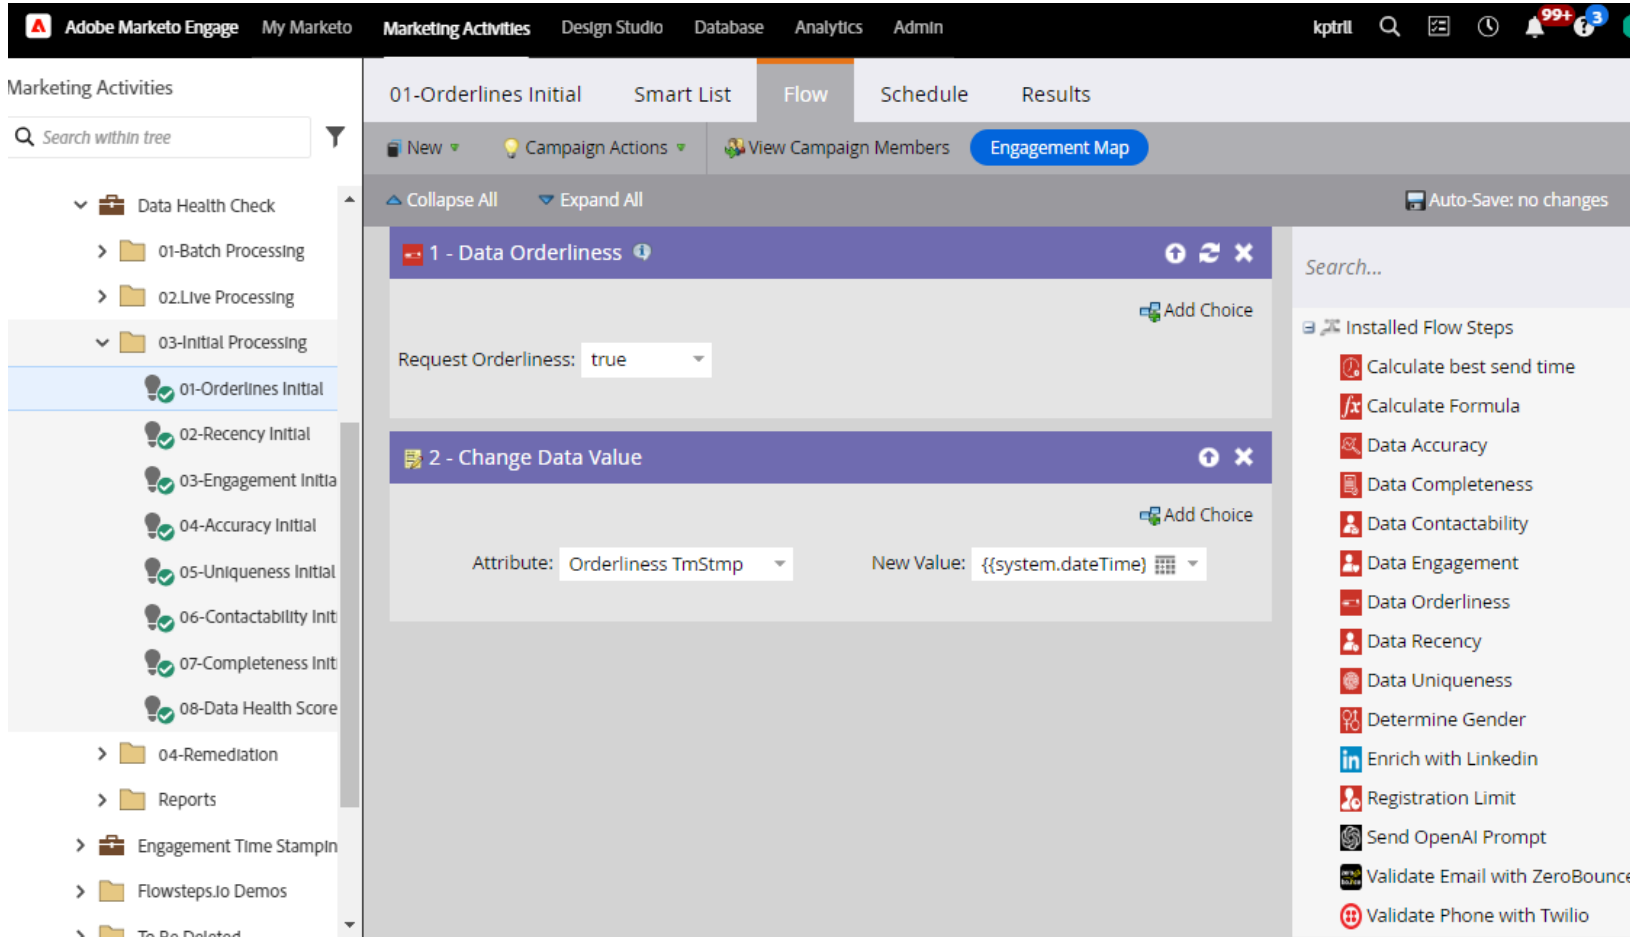 Adobe Marketo Engage My Marketo Marketing Activities Design Studio Database Analytics Admin kptrll 99+ 3
Marketing Activities
Search within tree
Data Health Check
01-Batch Processing
02.Live Processing
03-Initial Processing
01-Orderlines Initial
02-Recency Initial
03-Engagement Initia
04-Accuracy Initial
05-Uniqueness Initial
06-Contactability Initi
07-Completeness Initi
08-Data Health Score
04-Remediation
Reports
Engagement Time Stampin
Flowsteps.io Demos
To Be Deleted
01-Orderlines Initial Smart List Flow Schedule Results
New Campaign Actions View Campaign Members Engagement Map
Collapse All Expand All Auto-Save: no changes
1 - Data Orderliness
Add Choice
Request Orderliness: true
2 - Change Data Value
Add Choice
Attribute: Orderliness TmStmp New Value: {{system.dateTime}
Search...
Installed Flow Steps
Calculate best send time
fx Calculate Formula
Data Accuracy
Data Completeness
Data Contactability
Data Engagement
Data Orderliness
Data Recency
Data Uniqueness
Determine Gender
in Enrich with Linkedin
Registration Limit
Send OpenAI Prompt
Validate Email with ZeroBounce
Validate Phone with Twilio